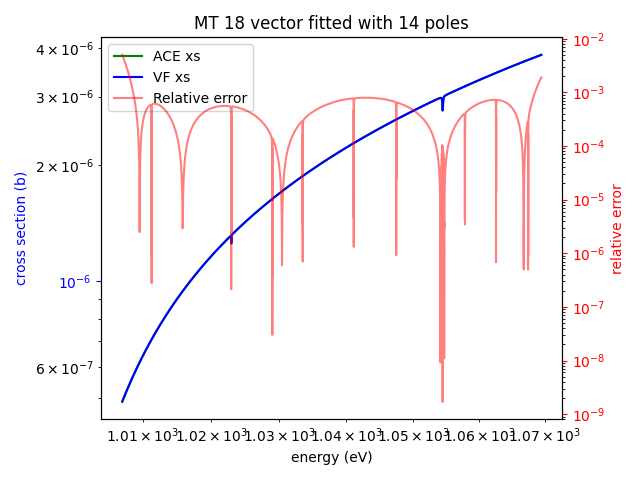 MT 18 vector fitted with 14 poles
ACE xs
VF xs
Relative error
4 × 10⁻⁶
3 × 10⁻⁶
2 × 10⁻⁶
10⁻⁶
6 × 10⁻⁷
cross section (b)
10⁻²
10⁻³
10⁻⁴
10⁻⁵
10⁻⁶
10⁻⁷
10⁻⁸
10⁻⁹
relative error
1.01 × 10³ 1.02 × 10³ 1.03 × 10³ 1.04 × 10³ 1.05 × 10³ 1.06 × 10³ 1.07 × 10³
energy (eV)